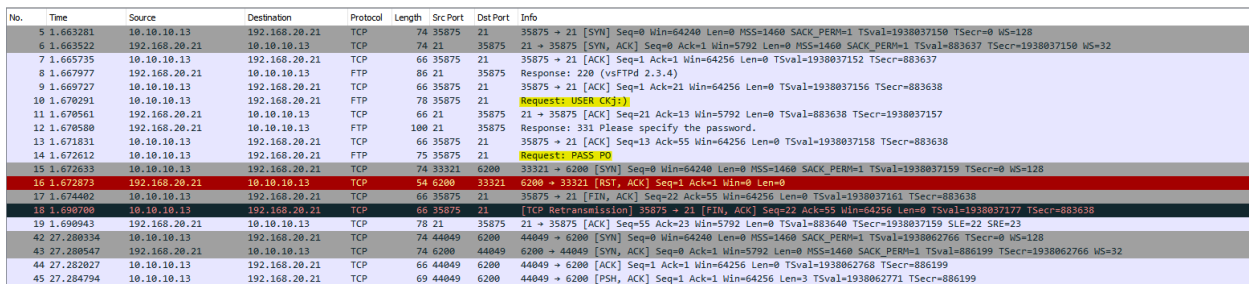 No. Time Source Destination Protocol Length Src Port Dst Port Info
5 1.663281 10.10.10.13 192.168.20.21 TCP 74 35875 21 35875 → 21 [SYN] Seq=0 Win=64240 Len=0 MSS=1460 SACK_PERM=1 TSval=1938037150 TSecr=0 WS=128
6 1.663522 192.168.20.21 10.10.10.13 TCP 74 21 35875 21 → 35875 [SYN, ACK] Seq=0 Ack=1 Win=5792 Len=0 MSS=1460 SACK_PERM=1 TSval=883637 TSecr=1938037150 WS=32
7 1.665735 10.10.10.13 192.168.20.21 TCP 66 35875 21 35875 → 21 [ACK] Seq=1 Ack=1 Win=64256 Len=0 TSval=1938037152 TSecr=883637
8 1.667977 192.168.20.21 10.10.10.13 FTP 86 21 35875 Response: 220 (vsFTPd 2.3.4)
9 1.669727 10.10.10.13 192.168.20.21 TCP 66 35875 21 35875 → 21 [ACK] Seq=1 Ack=21 Win=64256 Len=0 TSval=1938037156 TSecr=883638
10 1.670291 10.10.10.13 192.168.20.21 FTP 78 35875 21 Request: USER CKj:)
11 1.670561 192.168.20.21 10.10.10.13 TCP 66 21 35875 21 → 35875 [ACK] Seq=21 Ack=13 Win=5792 Len=0 TSval=883638 TSecr=1938037157
12 1.670580 192.168.20.21 10.10.10.13 FTP 100 21 35875 Response: 331 Please specify the password.
13 1.671831 10.10.10.13 192.168.20.21 TCP 66 35875 21 35875 → 21 [ACK] Seq=13 Ack=55 Win=64256 Len=0 TSval=1938037158 TSecr=883638
14 1.672612 10.10.10.13 192.168.20.21 FTP 75 35875 21 Request: PASS PO
15 1.672633 10.10.10.13 192.168.20.21 TCP 74 33321 6200 33321 → 6200 [SYN] Seq=0 Win=64240 Len=0 MSS=1460 SACK_PERM=1 TSval=1938037159 TSecr=0 WS=128
16 1.672873 192.168.20.21 10.10.10.13 TCP 54 6200 33321 6200 → 33321 [RST, ACK] Seq=1 Ack=1 Win=0 Len=0
17 1.674402 10.10.10.13 192.168.20.21 TCP 66 35875 21 35875 → 21 [FIN, ACK] Seq=22 Ack=55 Win=64256 Len=0 TSval=1938037161 TSecr=883638
18 1.690700 10.10.10.13 192.168.20.21 TCP 66 35875 21 [TCP Retransmission] 35875 → 21 [FIN, ACK] Seq=22 Ack=55 Win=64256 Len=0 TSval=1938037177 TSecr=883638
19 1.690943 192.168.20.21 10.10.10.13 TCP 78 21 35875 21 → 35875 [ACK] Seq=55 Ack=23 Win=5792 Len=0 TSval=883640 TSecr=1938037159 SLE=22 SRE=23
42 27.280334 10.10.10.13 192.168.20.21 TCP 74 44049 6200 44049 → 6200 [SYN] Seq=0 Win=64240 Len=0 MSS=1460 SACK_PERM=1 TSval=1938062766 TSecr=0 WS=128
43 27.280547 192.168.20.21 10.10.10.13 TCP 74 6200 44049 6200 → 44049 [SYN, ACK] Seq=0 Ack=1 Win=5792 Len=0 MSS=1460 SACK_PERM=1 TSval=886199 TSecr=1938062766 WS=32
44 27.282027 10.10.10.13 192.168.20.21 TCP 66 44049 6200 44049 → 6200 [ACK] Seq=1 Ack=1 Win=64256 Len=0 TSval=1938062768 TSecr=886199
45 27.284794 10.10.10.13 192.168.20.21 TCP 69 44049 6200 44049 → 6200 [PSH, ACK] Seq=1 Ack=1 Win=64256 Len=3 TSval=1938062771 TSecr=886199